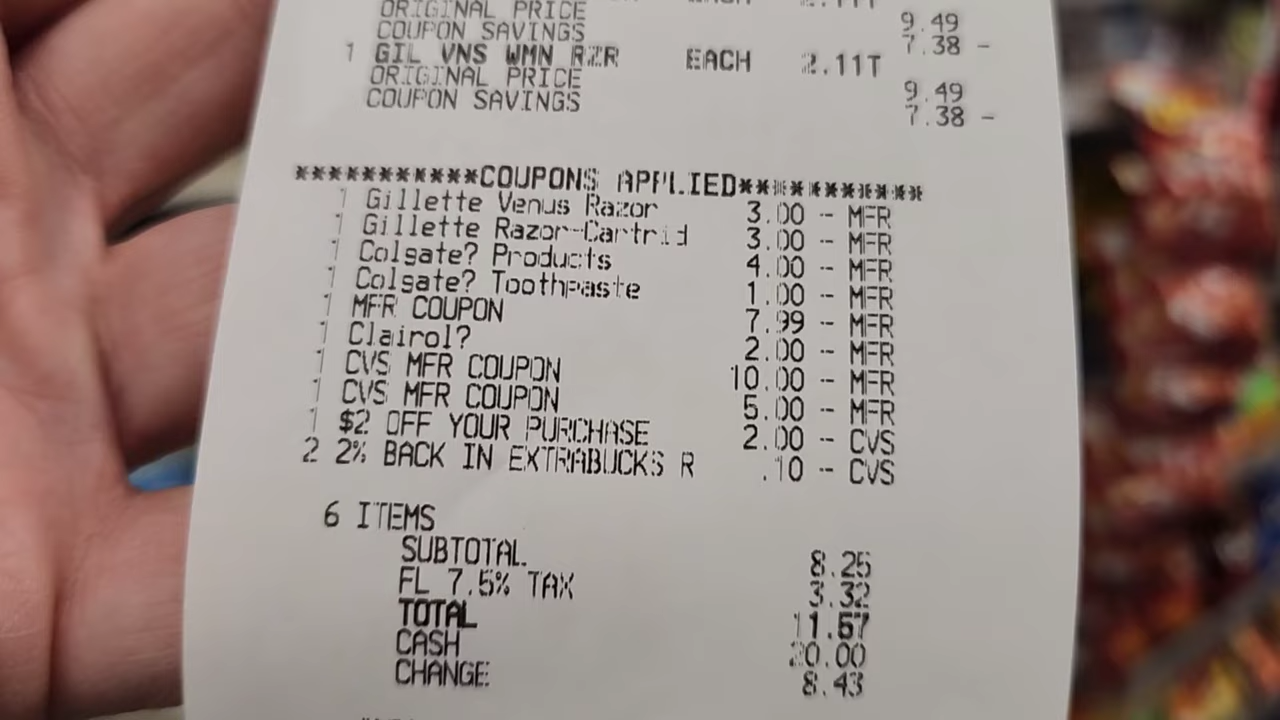 EACH 2.11T
ORIGINAL PRICE 9.49
COUPON SAVINGS 7.38 -
1 GIL VNS WMN RZR EACH 2.11T
ORIGINAL PRICE 9.49
COUPON SAVINGS 7.38 -
***********COUPONS APPLIED***********
1 Gillette Venus Razor 3.00 - MFR
1 Gillette Razor-Cartrid 3.00 - MFR
1 Colgate? Products 4.00 - MFR
1 Colgate? Toothpaste 1.00 - MFR
1 MFR COUPON 7.99 - MFR
1 Clairol? 2.00 - MFR
1 CVS MFR COUPON 10.00 - MFR
1 CVS MFR COUPON 5.00 - MFR
1 $2 OFF YOUR PURCHASE 2.00 - CVS
2 2% BACK IN EXTRABUCKS R .10 - CVS
6 ITEMS
SUBTOTAL 8.25
FL 7.5% TAX 3.32
TOTAL 11.57
CASH 20.00
CHANGE 8.43